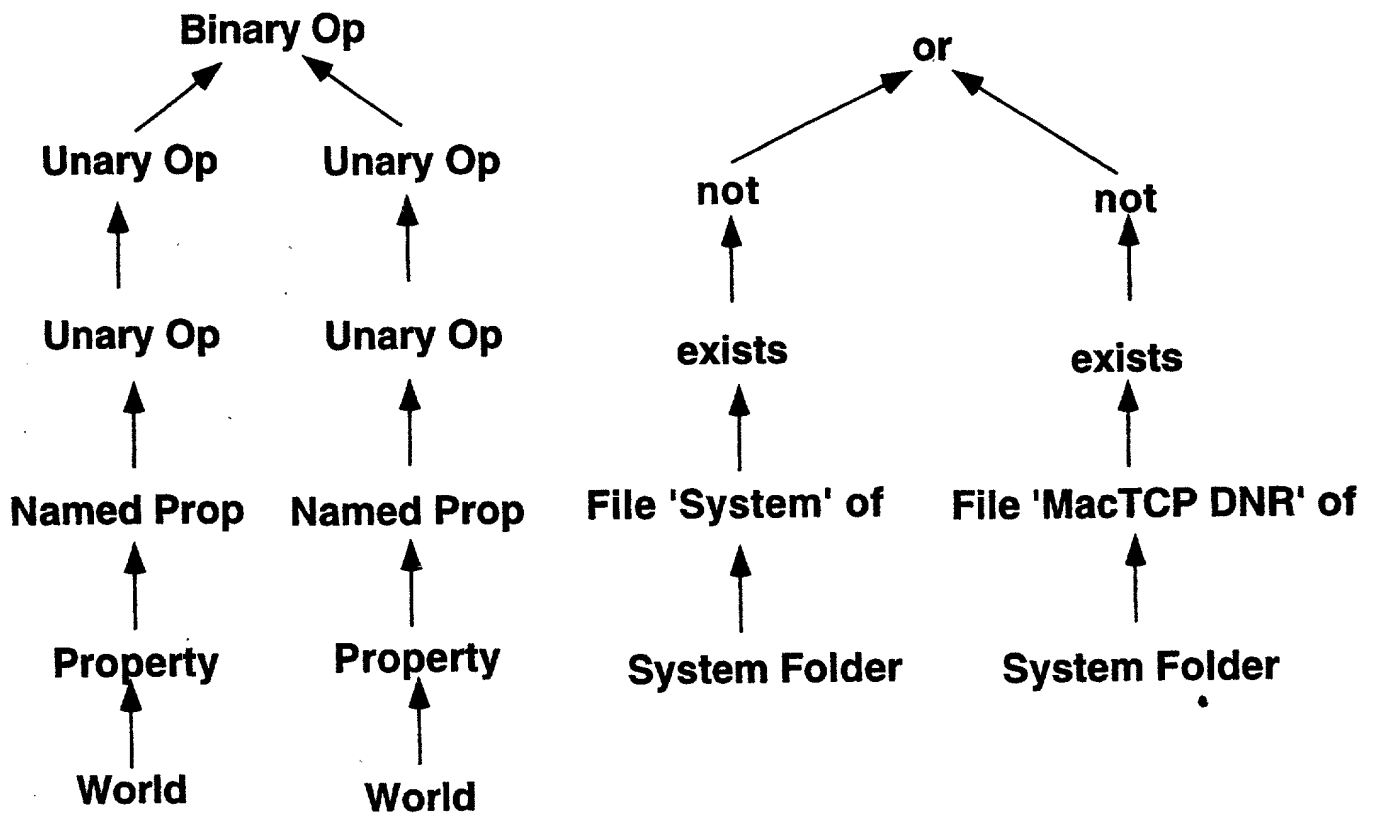 Binary Op
Unary Op
Unary Op
Unary Op
Unary Op
Named Prop
Named Prop
Property
Property
World
World
or
not
not
exists
exists
File 'System' of
File 'MacTCP DNR' of
System Folder
System Folder